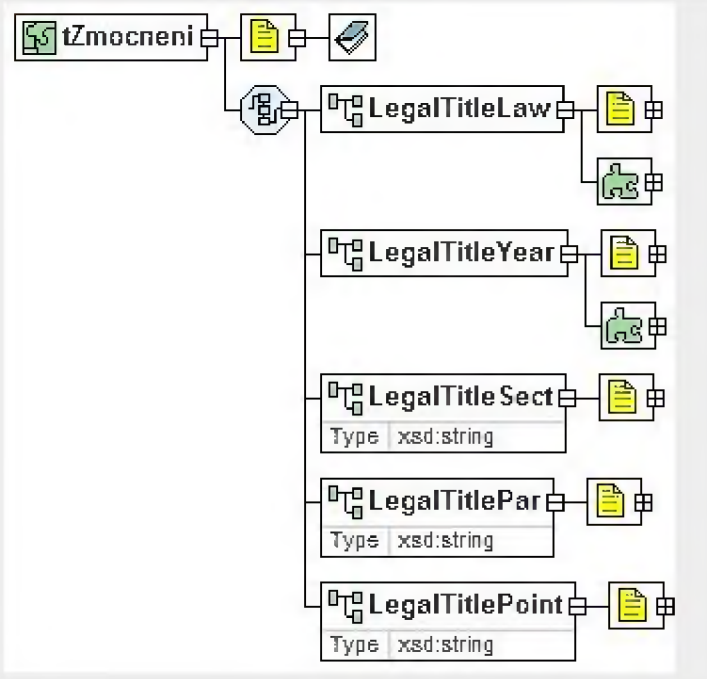 tZmocneni
LegalTitleLaw
LegalTitleYear
LegalTitleSect
Type xsd:string
LegalTitlePar
Type xsd:string
LegalTitlePoint
Type xsd:string